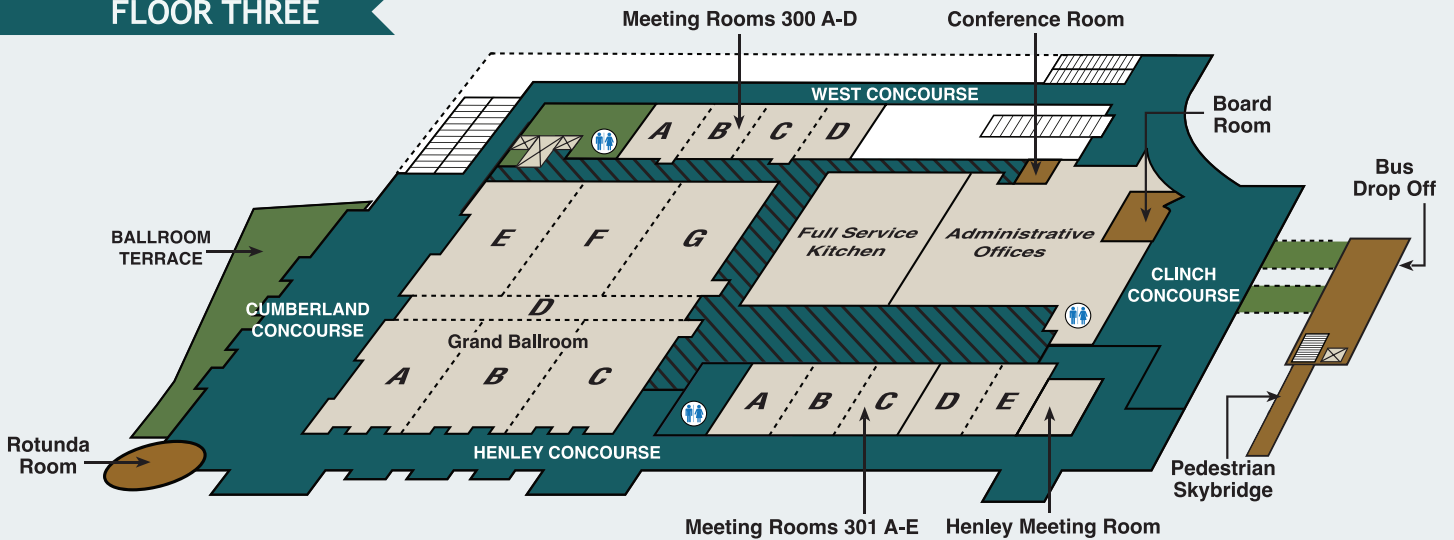 FLOOR THREE
Meeting Rooms 300 A-D
Conference Room
WEST CONCOURSE
Board
Room
A B C D
Bus
Drop Off
BALLROOM
TERRACE
E F G
Full Service
Kitchen
Administrative
Offices
CLINCH
CONCOURSE
CUMBERLAND
CONCOURSE
D
Grand Ballroom
A B C
A B C D E
Rotunda
Room
HENLEY CONCOURSE
Pedestrian
Skybridge
Meeting Rooms 301 A-E
Henley Meeting Room